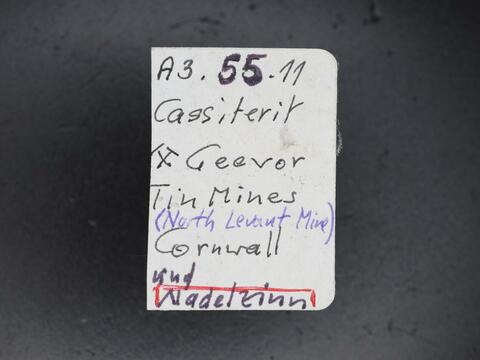 A3.55.11
Cassiterit
X Geevor
Tin Mines
(North Levant Mine)
Cornwall
und
Nadelzinn